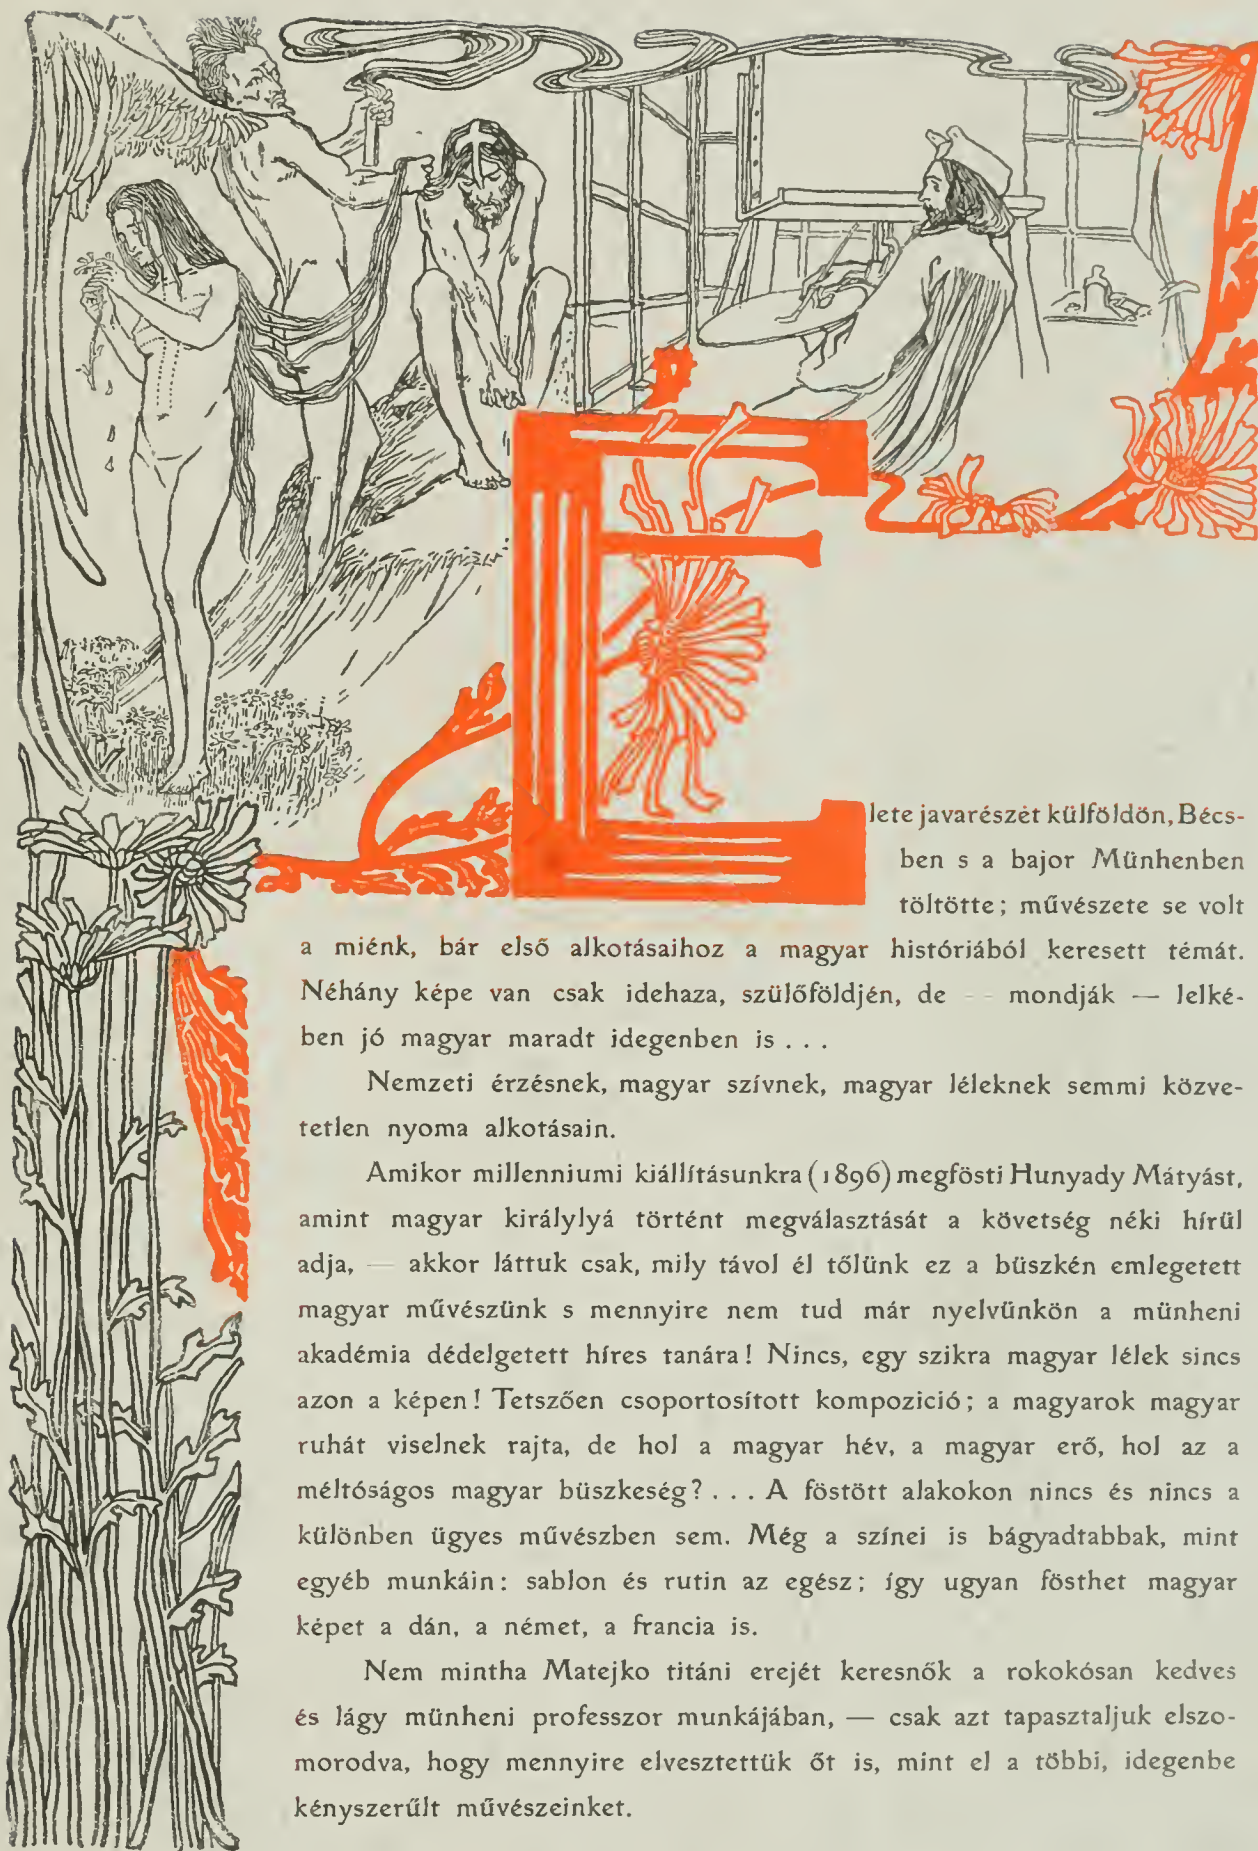 Elete javarészét külföldön, Bécs-
ben s a bajor Münhenben
töltötte; művészete se volt
a miénk, bár első alkotásaihoz a magyar históriából keresett témát.
Néhány képe van csak idehaza, szülőföldjén, de — mondják — lelké-
ben jó magyar maradt idegenben is . . .
Nemzeti érzésnek, magyar szívnek, magyar léleknek semmi közve-
tetlen nyoma alkotásain.
Amikor millenniumi kiállításunkra (1896) megfösti Hunyady Mátyást,
amint magyar királylyá történt megválasztását a követség néki hírül
adja, — akkor láttuk csak, mily távol él tőlünk ez a büszkén emlegetett
magyar művészünk s mennyire nem tud már nyelvünkön a münheni
akadémia dédelgetett híres tanára! Nincs, egy szikra magyar lélek sincs
azon a képen! Tetszően csoportosított kompozició; a magyarok magyar
ruhát viselnek rajta, de hol a magyar hév, a magyar erő, hol az a
méltóságos magyar büszkeség? . . . A föstött alakokon nincs és nincs a
különben ügyes művészben sem. Még a színei is bágyadtabbak, mint
egyéb munkáin: sablon és rutin az egész; így ugyan fösthet magyar
képet a dán, a német, a francia is.
Nem mintha Matejko titáni erejét keresnők a rokokósan kedves
és lágy münheni professzor munkájában, — csak azt tapasztaljuk elszo-
morodva, hogy mennyire elvesztettük őt is, mint el a többi, idegenbe
kényszerűlt művészeinket.